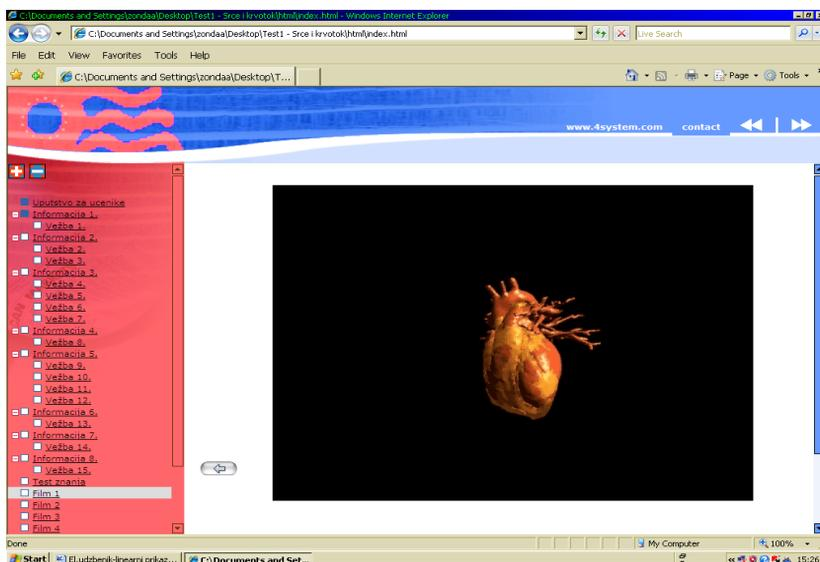 C:\Documents and Settings\zondaa\Desktop\Test1 - Srce i krvotok\html\index.html - Windows Internet Explorer
C:\Documents and Settings\zondaa\Desktop\Test1 - Srce i krvotok\html\index.html
Live Search
File Edit View Favorites Tools Help
C:\Documents and Settings\zondaa\Desktop\T...
Page Tools
www.4system.com contact
Uputstvo za ucenike
Informacija 1.
Vežba 1.
Informacija 2.
Vežba 2.
Vežba 3.
Informacija 3.
Vežba 4.
Vežba 5.
Vežba 6.
Vežba 7.
Informacija 4.
Vežba 8.
Informacija 5.
Vežba 9.
Vežba 10.
Vežba 11.
Vežba 12.
Informacija 6.
Vežba 13.
Informacija 7.
Vežba 14.
Informacija 8.
Vežba 15.
Test znanja
Film 1
Film 2
Film 3
Film 4
Done
My Computer
100%
Start
El.udzbenik-linearni prikaz...
C:\Documents and Set...
15:26